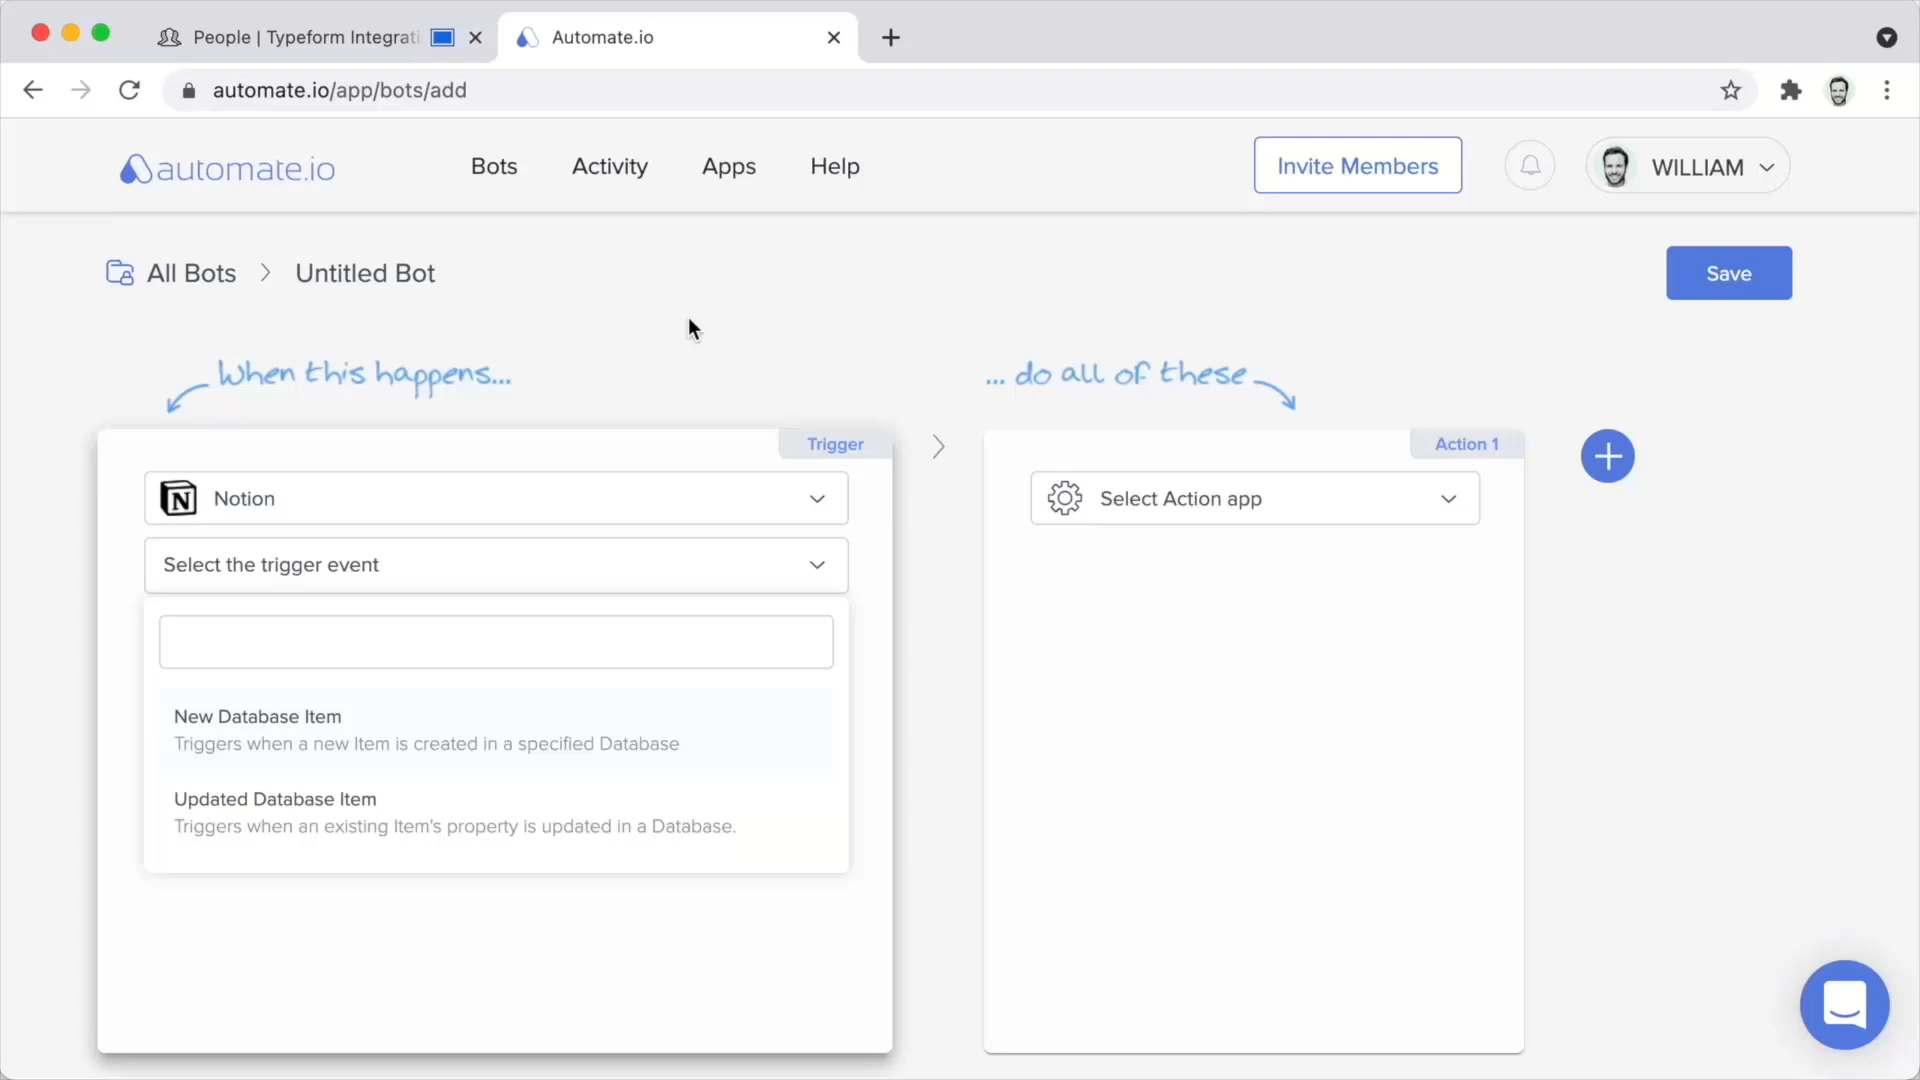 People | Typeform Integrati
Automate.io
automate.io/app/bots/add
automate.io
Bots
Activity
Apps
Help
Invite Members
WILLIAM
All Bots
Untitled Bot
Save
When this happens...
... do all of these
Trigger
Action 1
Notion
Select Action app
Select the trigger event
New Database Item
Triggers when a new Item is created in a specified Database
Updated Database Item
Triggers when an existing Item's property is updated in a Database.